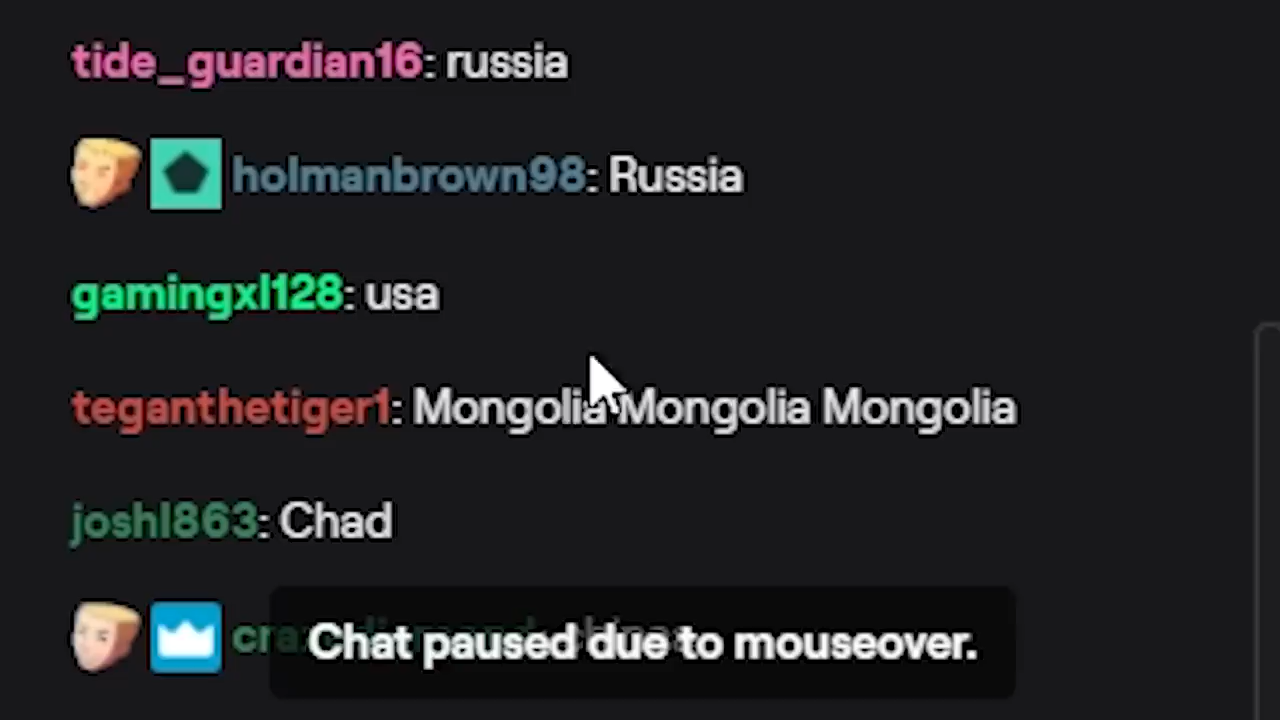 tide_guardian16: russia
holmanbrown98: Russia
gamingxl128: usa
teganthetiger1: Mongolia Mongolia Mongolia
joshl863: Chad
Chat paused due to mouseover.